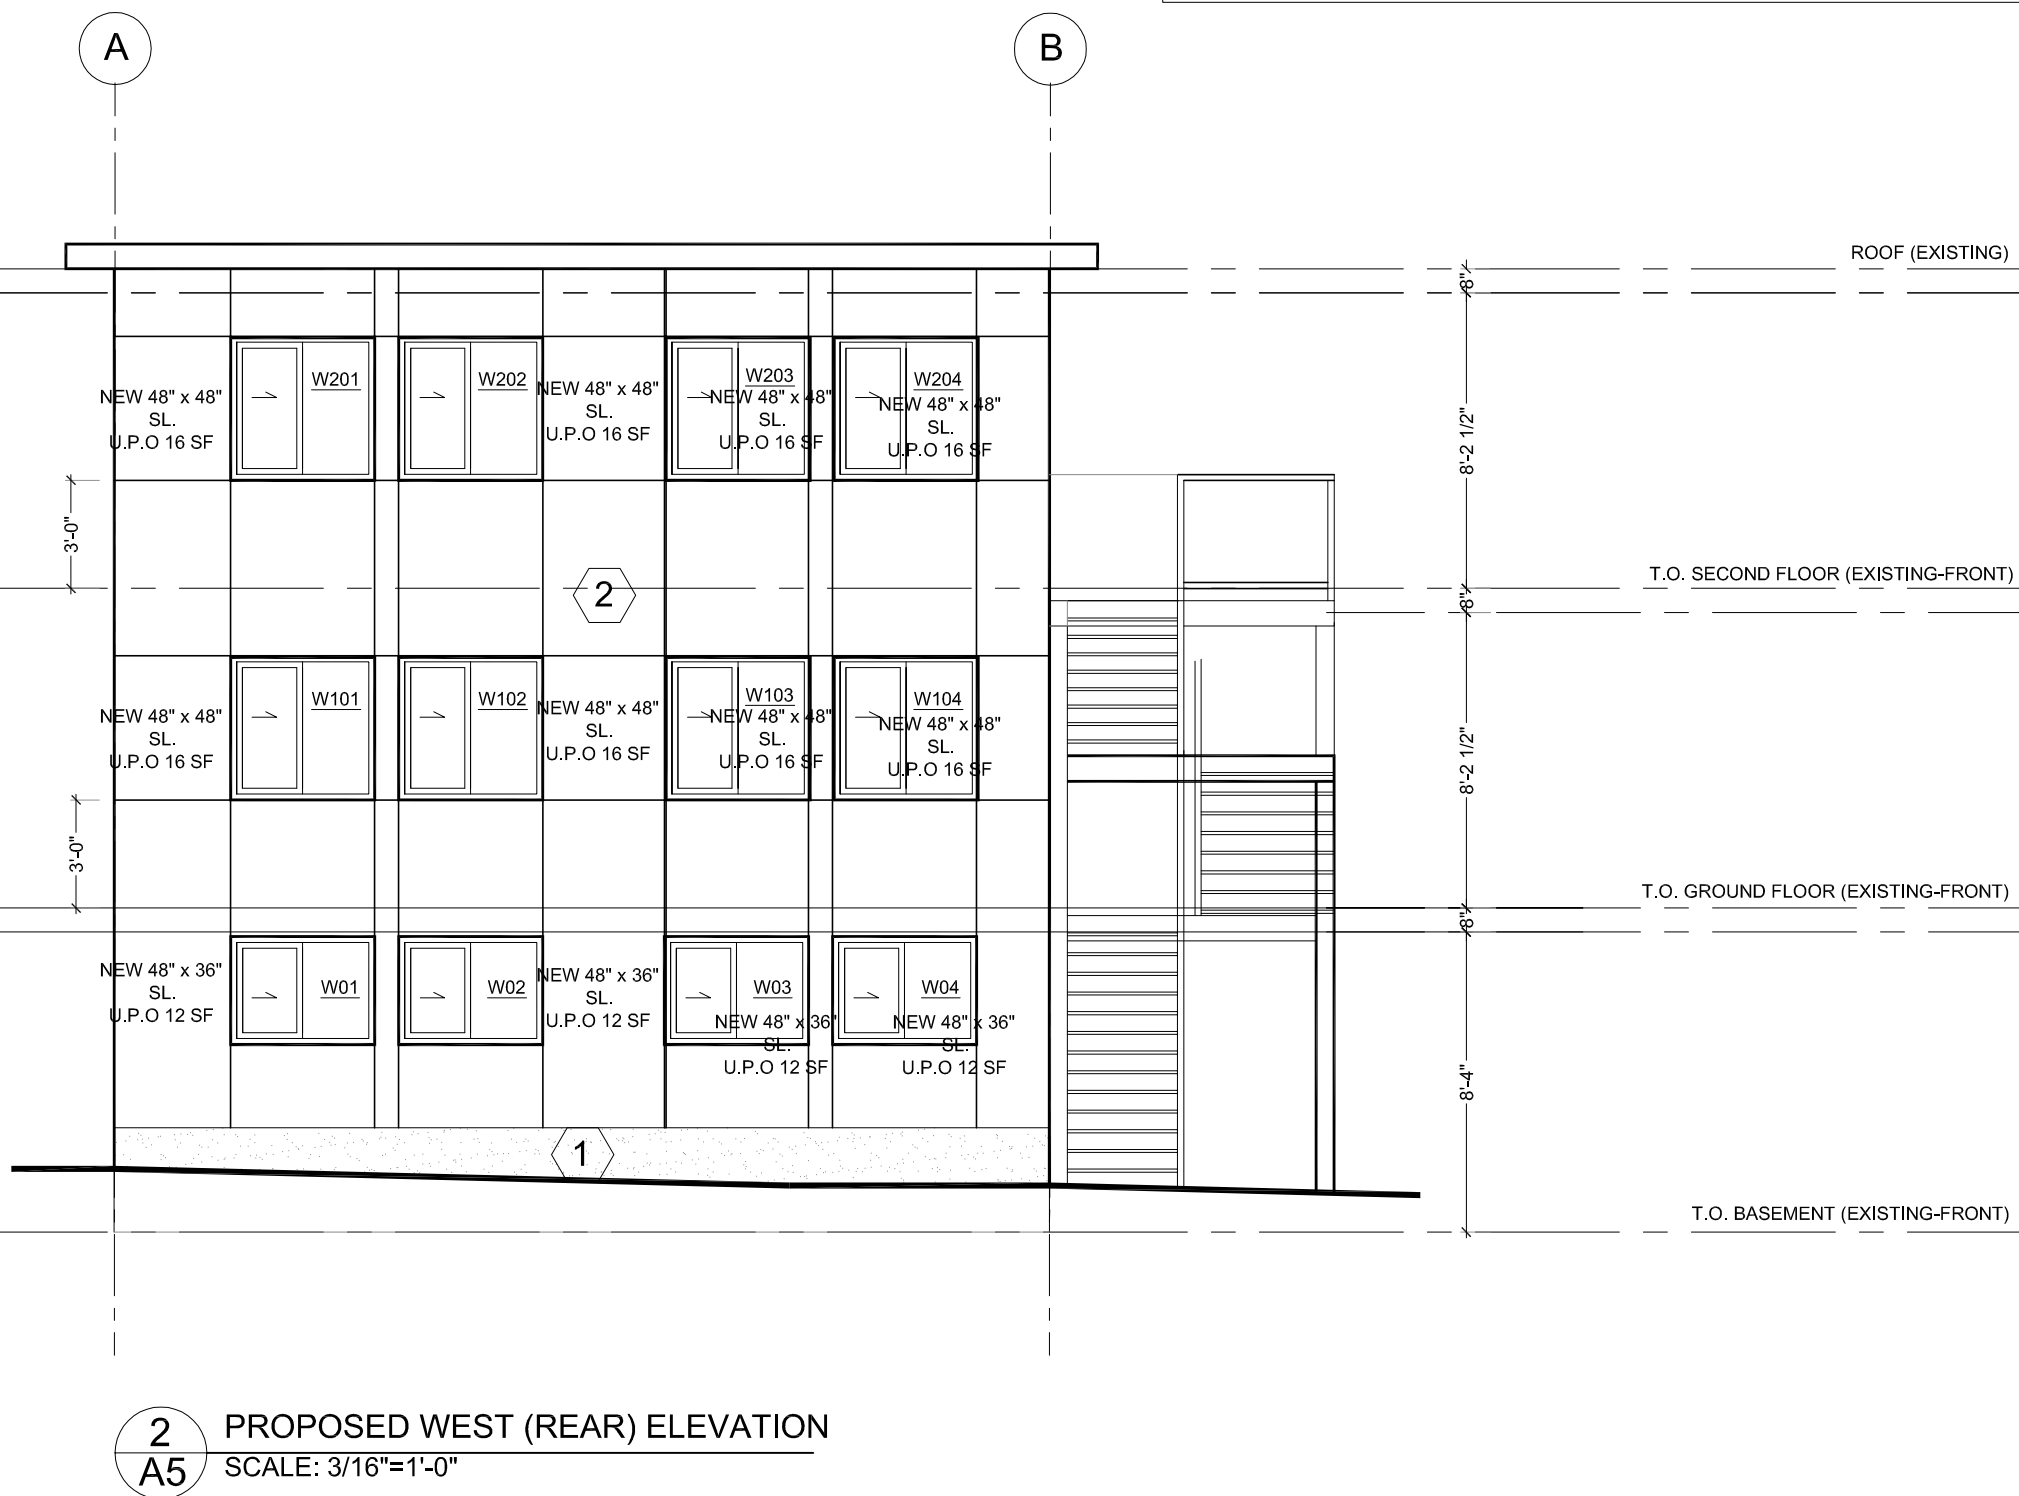 A
B
ROOF (EXISTING)
8"
W201
W202
W203
W204
NEW 48" x 48"
SL.
U.P.O 16 SF
NEW 48" x 48"
SL.
U.P.O 16 SF
NEW 48" x 48"
SL.
U.P.O 16 SF
NEW 48" x 48"
SL.
U.P.O 16 SF
8'-2 1/2"
3'-0"
2
T.O. SECOND FLOOR (EXISTING-FRONT)
8"
W101
W102
W103
W104
NEW 48" x 48"
SL.
U.P.O 16 SF
NEW 48" x 48"
SL.
U.P.O 16 SF
NEW 48" x 48"
SL.
U.P.O 16 SF
NEW 48" x 48"
SL.
U.P.O 16 SF
8'-2 1/2"
3'-0"
T.O. GROUND FLOOR (EXISTING-FRONT)
8"
W01
W02
W03
W04
NEW 48" x 36"
SL.
U.P.O 12 SF
NEW 48" x 36"
SL.
U.P.O 12 SF
NEW 48" x 36"
SL.
U.P.O 12 SF
NEW 48" x 36"
SL.
U.P.O 12 SF
8'-4"
1
T.O. BASEMENT (EXISTING-FRONT)
2
A5
PROPOSED WEST (REAR) ELEVATION
SCALE: 3/16"=1'-0"